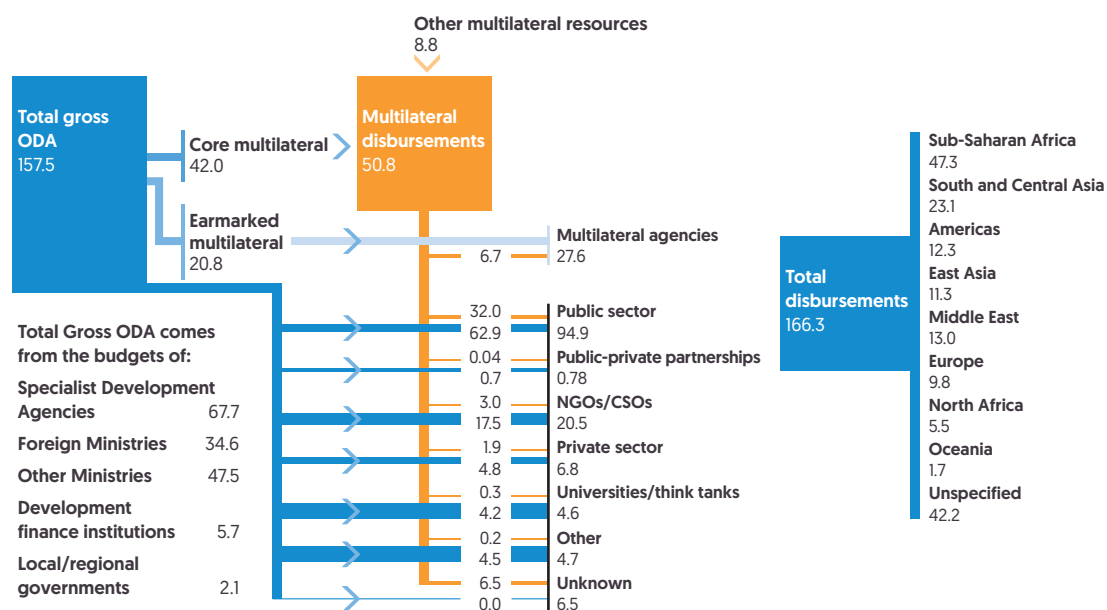 Other multilateral resources
8.8
Total gross
ODA
157.5
Core multilateral
42.0
Earmarked
multilateral
20.8
Multilateral
disbursements
50.8
Multilateral agencies
6.7
27.6
32.0
Public sector
62.9
94.9
0.04
Public-private partnerships
0.7
0.78
3.0
NGOs/CSOs
17.5
20.5
1.9
Private sector
4.8
6.8
0.3
Universities/think tanks
4.2
4.6
0.2
Other
4.5
4.7
6.5
Unknown
0.0
6.5
Total Gross ODA comes
from the budgets of:
Specialist Development
Agencies 67.7
Foreign Ministries 34.6
Other Ministries 47.5
Development
finance institutions 5.7
Local/regional
governments 2.1
Total
disbursements
166.3
Sub-Saharan Africa
47.3
South and Central Asia
23.1
Americas
12.3
East Asia
11.3
Middle East
13.0
Europe
9.8
North Africa
5.5
Oceania
1.7
Unspecified
42.2